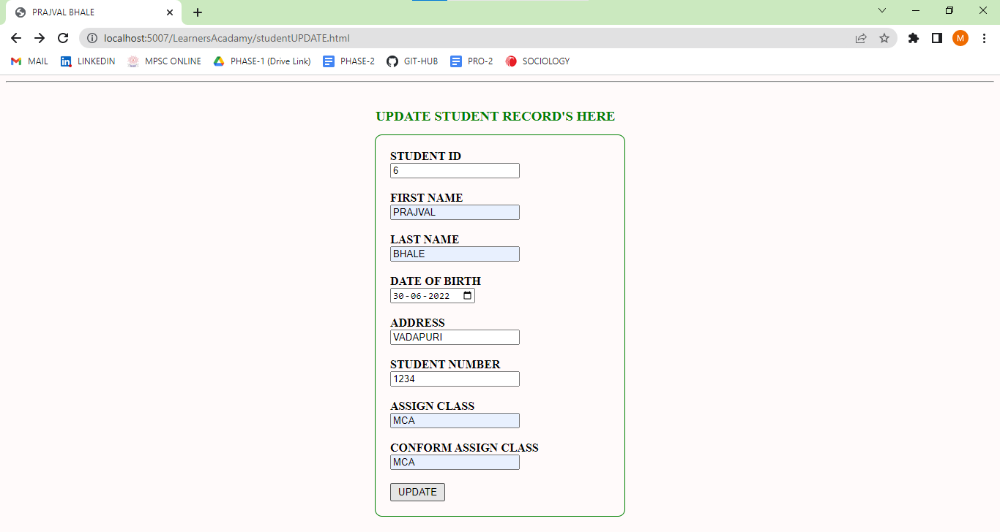 PRAJVAL BHALE
localhost:5007/LearnersAcadamy/studentUPDATE.html
M
MAIL LINKEDIN MPSC ONLINE PHASE-1 (Drive Link) PHASE-2 GIT-HUB PRO-2 SOCIOLOGY
UPDATE STUDENT RECORD'S HERE
STUDENT ID
6
FIRST NAME
PRAJVAL
LAST NAME
BHALE
DATE OF BIRTH
30-06-2022
ADDRESS
VADAPURI
STUDENT NUMBER
1234
ASSIGN CLASS
MCA
CONFORM ASSIGN CLASS
MCA
UPDATE